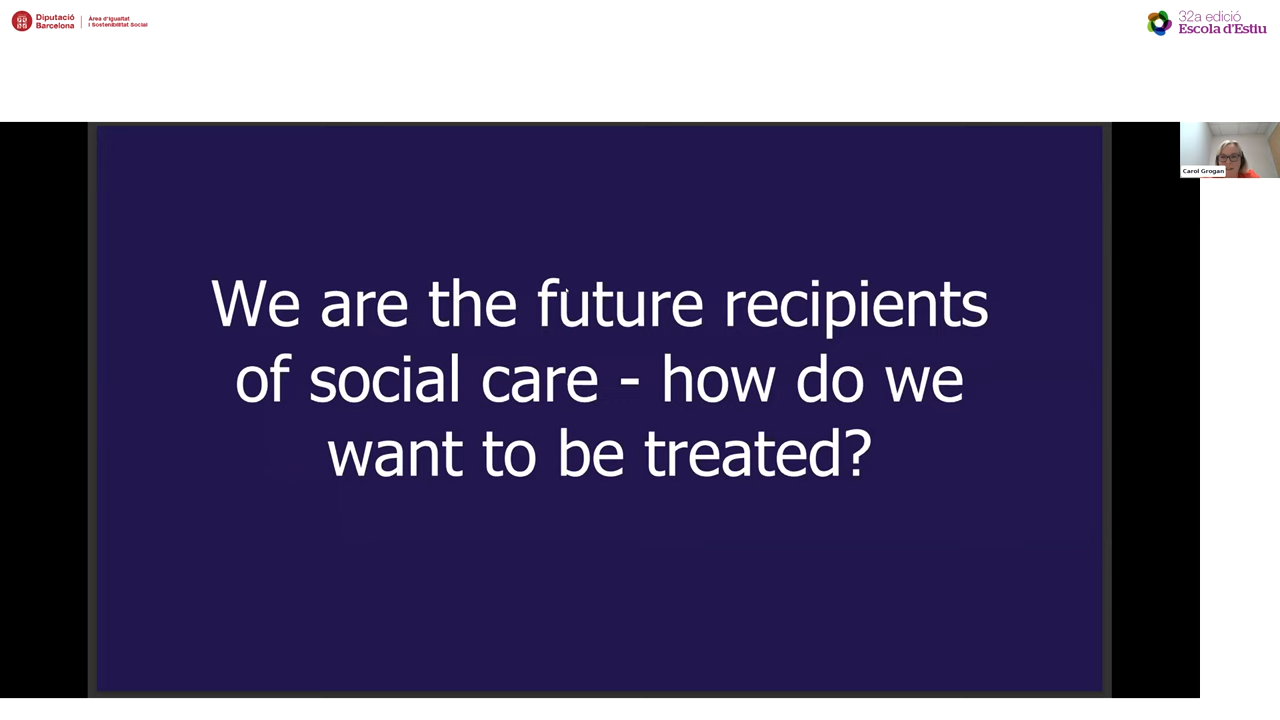 Diputació
Barcelona
Àrea d'Igualtat
i Sostenibilitat Social
32a edició
Escola d'Estiu
Carol Grogan
We are the future recipients
of social care - how do we
want to be treated?